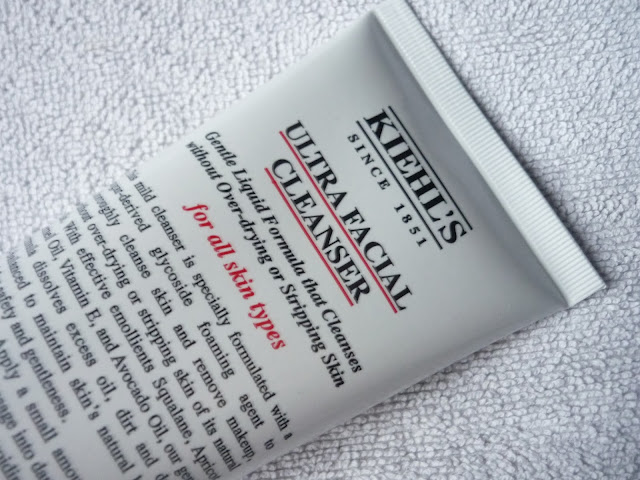 KIEHL'S
SINCE 1851
ULTRA FACIAL
CLEANSER
Gentle Liquid Formula that Cleanses
without Over-drying or Stripping Skin
for all skin types
mild cleanser is specially formulated with a
glycoside foaming agent to
cleanse skin and remove makeup,
over-drying or stripping skin of its natural
With effective emollients Squalane, Apricot
Oil, Vitamin E, and Avocado Oil, our
dissolves excess oil, dirt and
to maintain skin's natural
and gentleness.
Apply a small
into